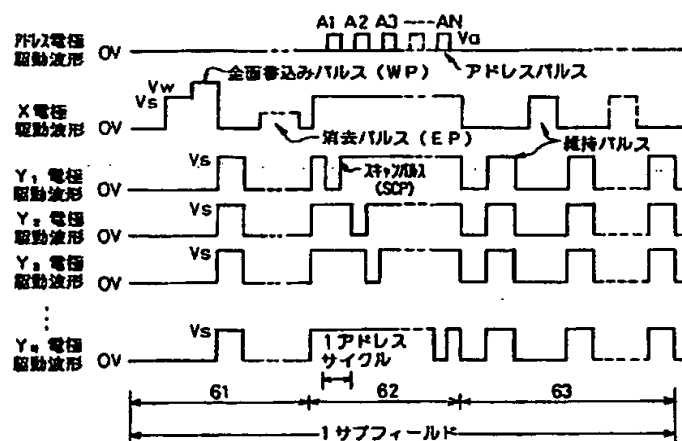 A1 A2 A3 AN
アドレス電極
駆動波形
0V
Va
アドレスパルス
全面書込みパルス(WP)
Vw
Vs
X電極
駆動波形
0V
消去パルス(EP)
維持パルス
Y1電極
駆動波形
Vs
0V
スキャンパルス
(SCP)
Y2電極
駆動波形
Vs
0V
Y3電極
駆動波形
Vs
0V
YN電極
駆動波形
Vs
0V
1アドレス
サイクル
61 62 63
1サブフィールド